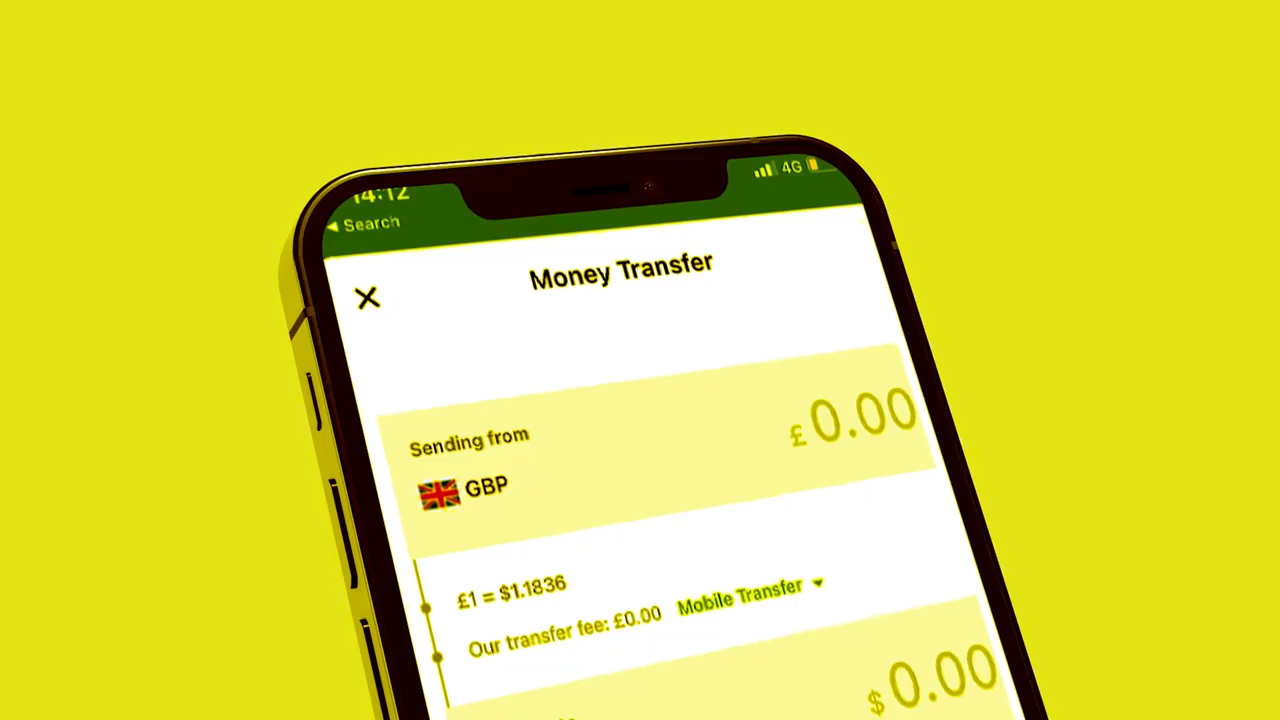 14:12
4G
◀ Search
Money Transfer
Sending from
£ 0.00
GBP
£1 = $1.1836
Our transfer fee: £0.00 Mobile Transfer
$ 0.00